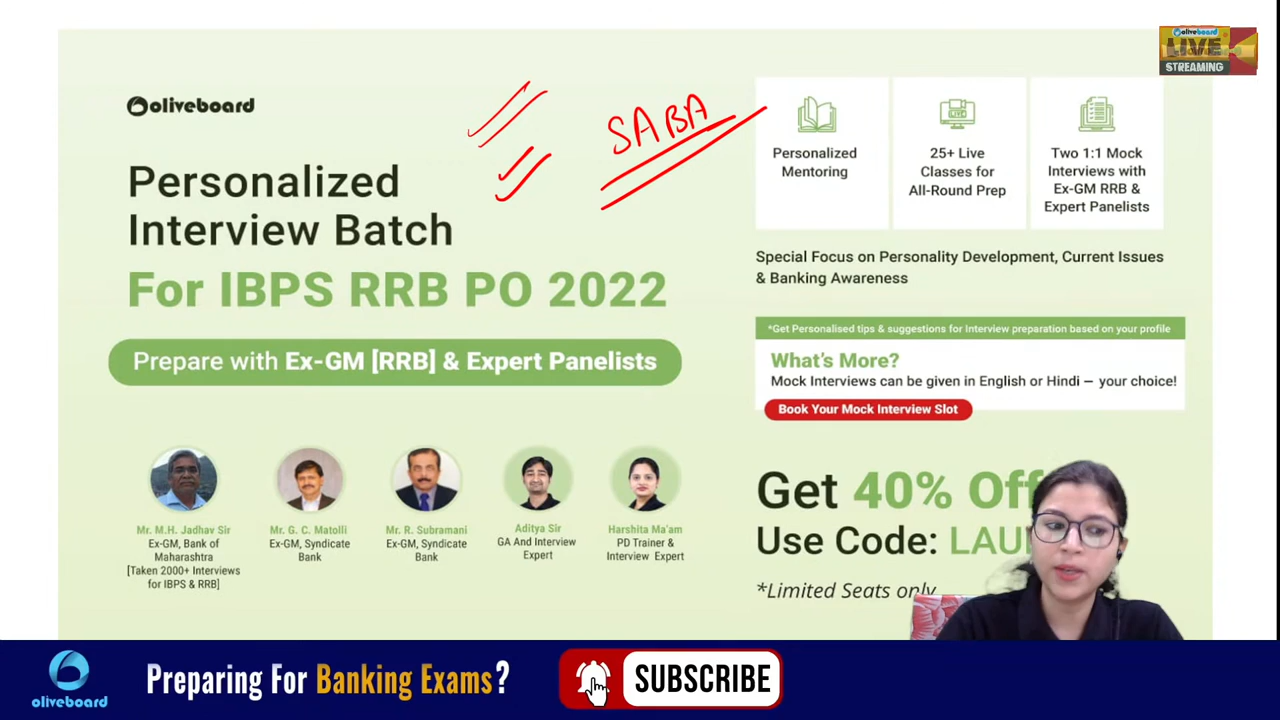 oliveboard
LIVE
STREAMING
oliveboard
SABA
Personalized
Interview Batch
For IBPS RRB PO 2022
Prepare with Ex-GM [RRB] & Expert Panelists
Mr. M.H. Jadhav Sir
Ex-GM, Bank of
Maharashtra
[Taken 2000+ Interviews
for IBPS & RRB]
Mr. G. C. Matolli
Ex-GM, Syndicate
Bank
Mr. R. Subramani
Ex-GM, Syndicate
Bank
Aditya Sir
GA And Interview
Expert
Harshita Ma'am
PD Trainer &
Interview Expert
Personalized
Mentoring
25+ Live
Classes for
All-Round Prep
Two 1:1 Mock
Interviews with
Ex-GM RRB &
Expert Panelists
Special Focus on Personality Development, Current Issues
& Banking Awareness
*Get Personalised tips & suggestions for Interview preparation based on your profile
What's More?
Mock Interviews can be given in English or Hindi – your choice!
Book Your Mock Interview Slot
Get 40% Off
Use Code:
*Limited Seats only
oliveboard
Preparing For Banking Exams?
SUBSCRIBE